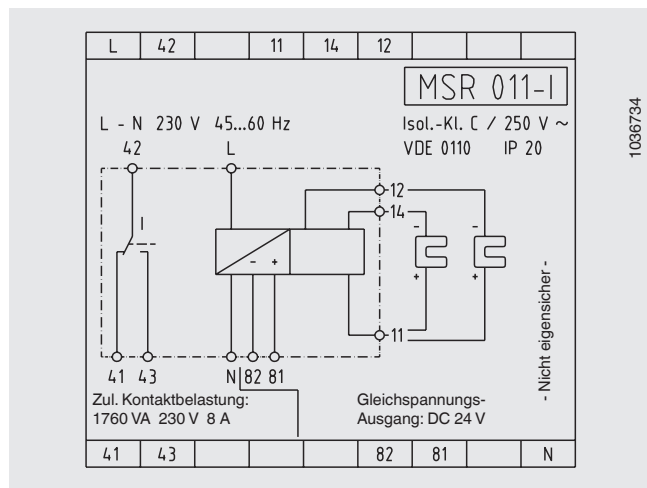 L 42 11 14 12
MSR 011-I
L - N 230 V 45...60 Hz
Isol.-Kl. C / 250 V ~
VDE 0110 IP 20
42 L
12
14
I
- -
- +
+ +
11
41 43 N 82 81
Zul. Kontaktbelastung:
1760 VA 230 V 8 A
Gleichspannungs-
Ausgang: DC 24 V
- Nicht eigensicher -
41 43 82 81 N
1036734